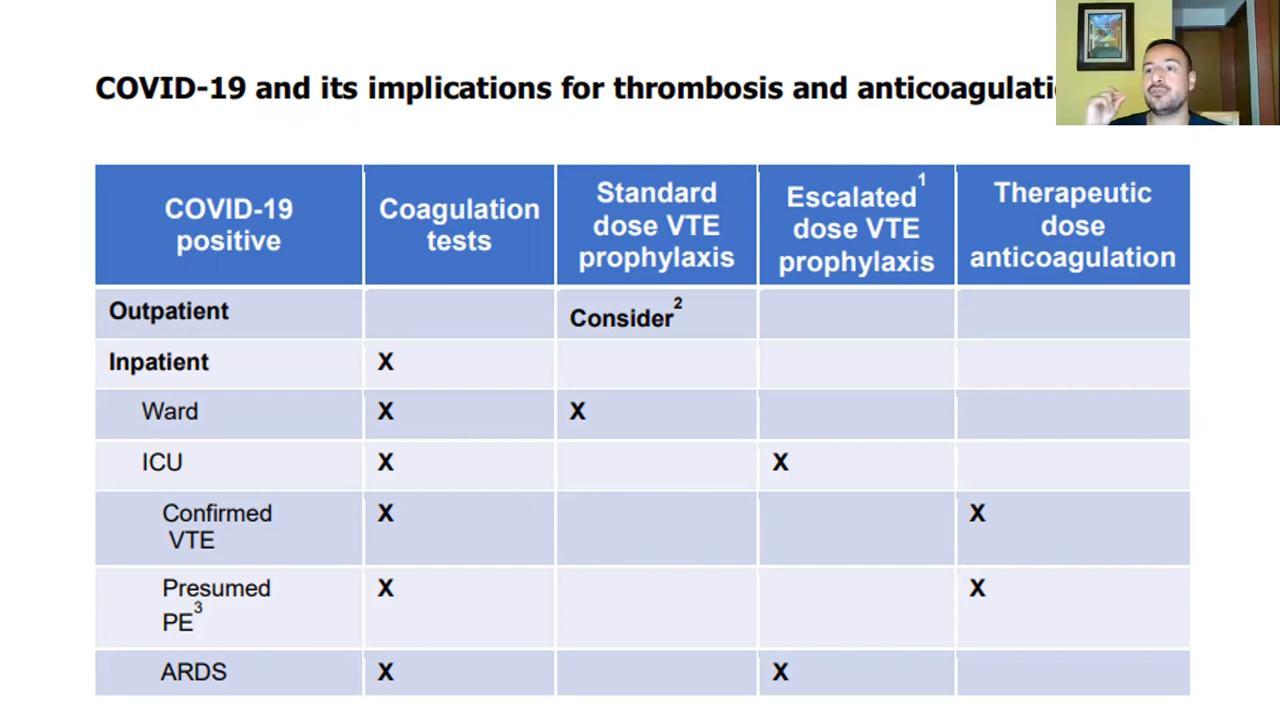 COVID-19 and its implications for thrombosis and anticoagulati
COVID-19
positive
Coagulation
tests
Standard
dose VTE
prophylaxis
Escalated1
dose VTE
prophylaxis
Therapeutic
dose
anticoagulation
Outpatient
Consider2
Inpatient X
Ward X X
ICU X X
Confirmed X X
VTE
Presumed X X
PE3
ARDS X X